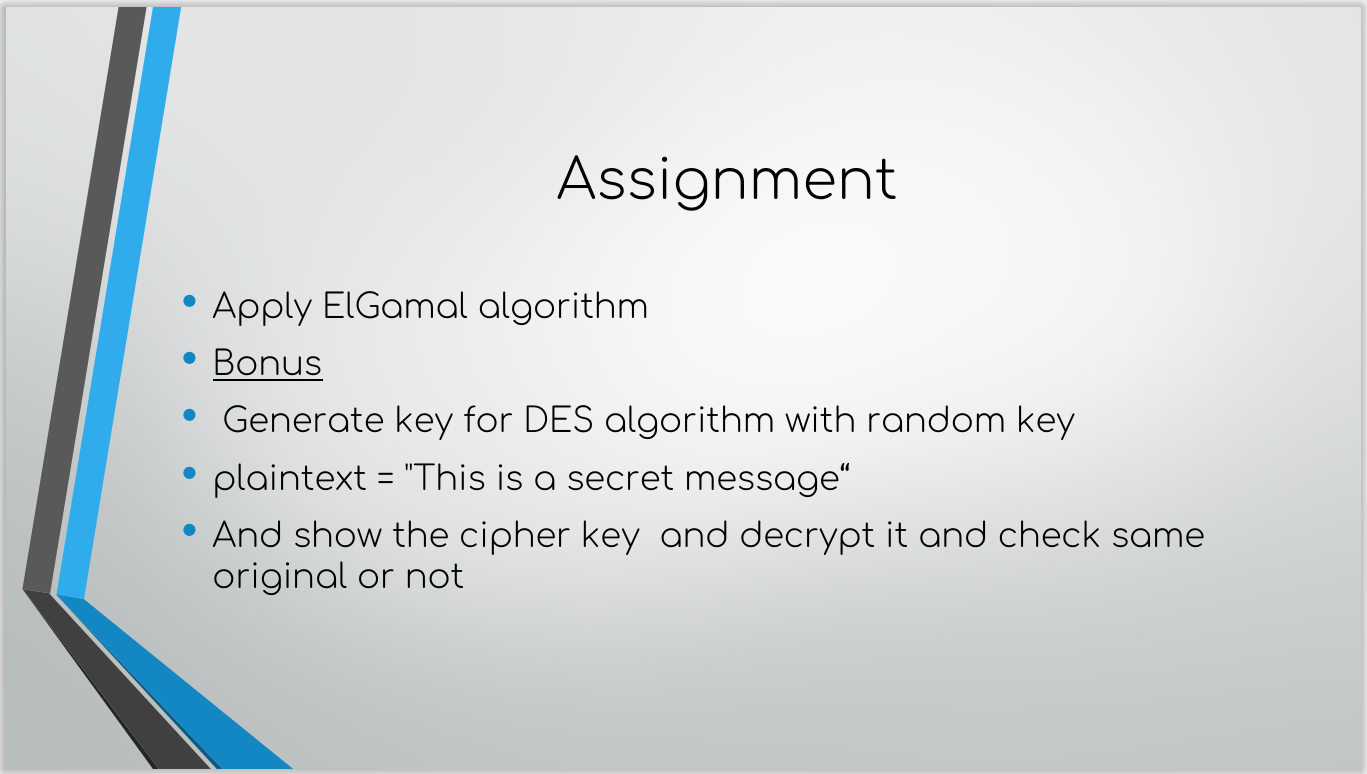 Assignment
• Apply ElGamal algorithm
• Bonus
• Generate key for DES algorithm with random key
• plaintext = "This is a secret message“
• And show the cipher key  and decrypt it and check same
original or not